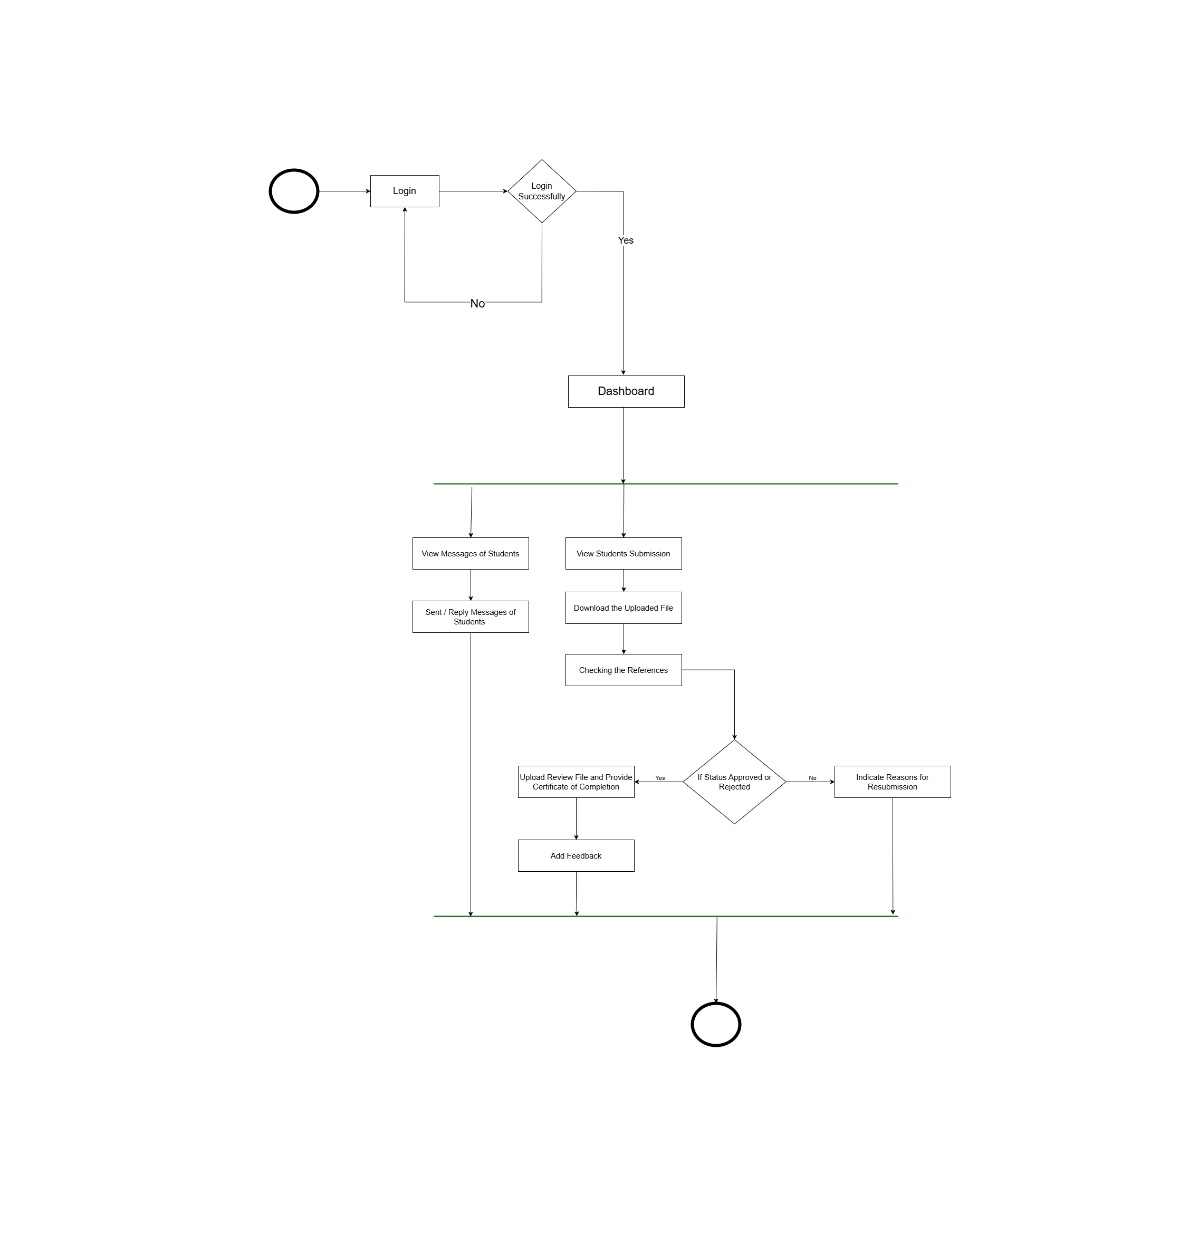 Login
Login
Successfully
Yes
No
Dashboard
View Messages of Students
View Students Submission
Sent / Reply Messages of
Students
Download the Uploaded File
Checking the References
Upload Review File and Provide
Certificate of Completion
Yes
If Status Approved or
Rejected
No
Indicate Reasons for
Resubmission
Add Feedback